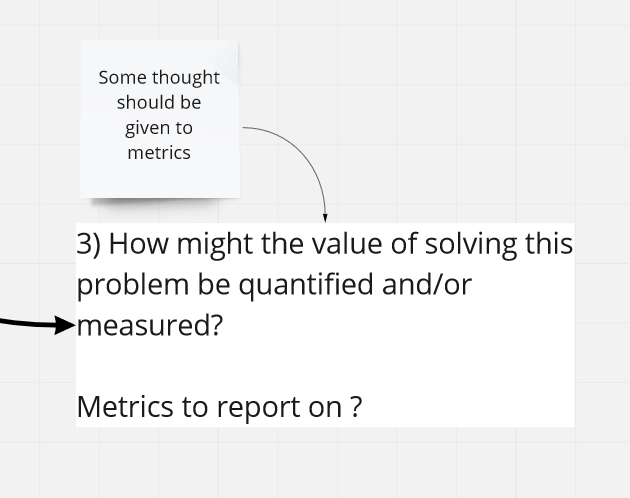 Some thought
should be
given to
metrics
3) How might the value of solving this
problem be quantified and/or
measured?
Metrics to report on ?